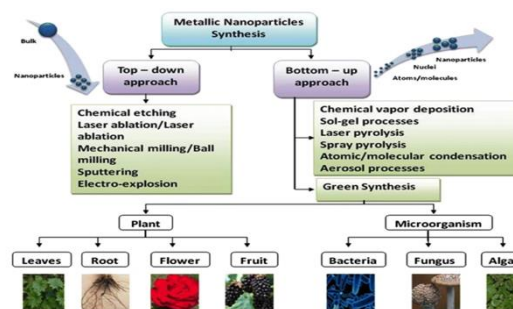 Metallic Nanoparticles
Synthesis
Bulk
Nanoparticles
Top – down
approach
Bottom – up
approach
Nanoparticles
Nuclei
Atoms/molecules
Chemical etching
Laser ablation/Laser
ablation
Mechanical milling/Ball
milling
Sputtering
Electro-explosion
Chemical vapor deposition
Sol-gel processes
Laser pyrolysis
Spray pyrolysis
Atomic/molecular condensation
Aerosol processes
Green Synthesis
Plant
Microorganism
Leaves
Root
Flower
Fruit
Bacteria
Fungus
Alga